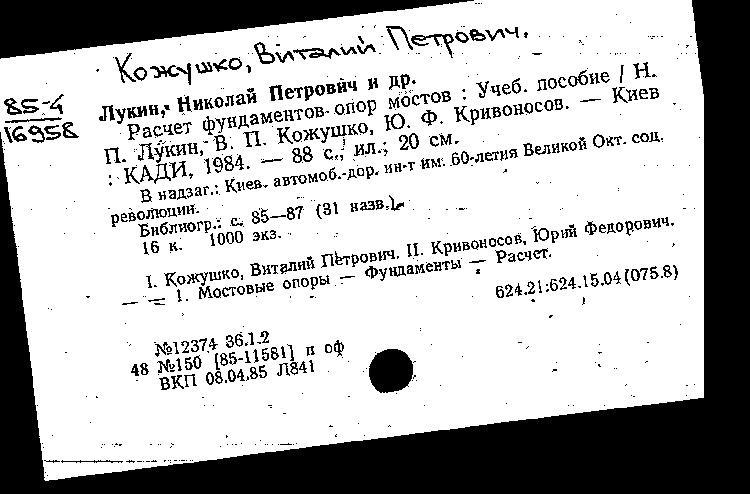 Кожушко, Виталий Петрович.
85-4
16958
Лукин, Николай Петрович и др.
Расчет фундаментов опор мостов : Учеб. пособие / Н.
П. Лукин, В. П. Кожушко, Ю. Ф. Кривоносов. — Киев
: КАДИ, 1984. — 88 с., ил.; 20 см.
В надзаг.: Киев. автомоб.-дор. ин-т им. 60-летия Великой Окт. соц.
революции.
Библиогр.: с. 85—87 (31 назв.).
16 к. 1000 экз.
I. Кожушко, Виталий Петрович. II. Кривоносов, Юрий Федорович.
— — 1. Мостовые опоры — Фундаменты — Расчет.
624.21:624.15.04(075.8)
№12374 36.1.2
48 №150 [85-11581] п оф
ВКП 08.04.85 Л841